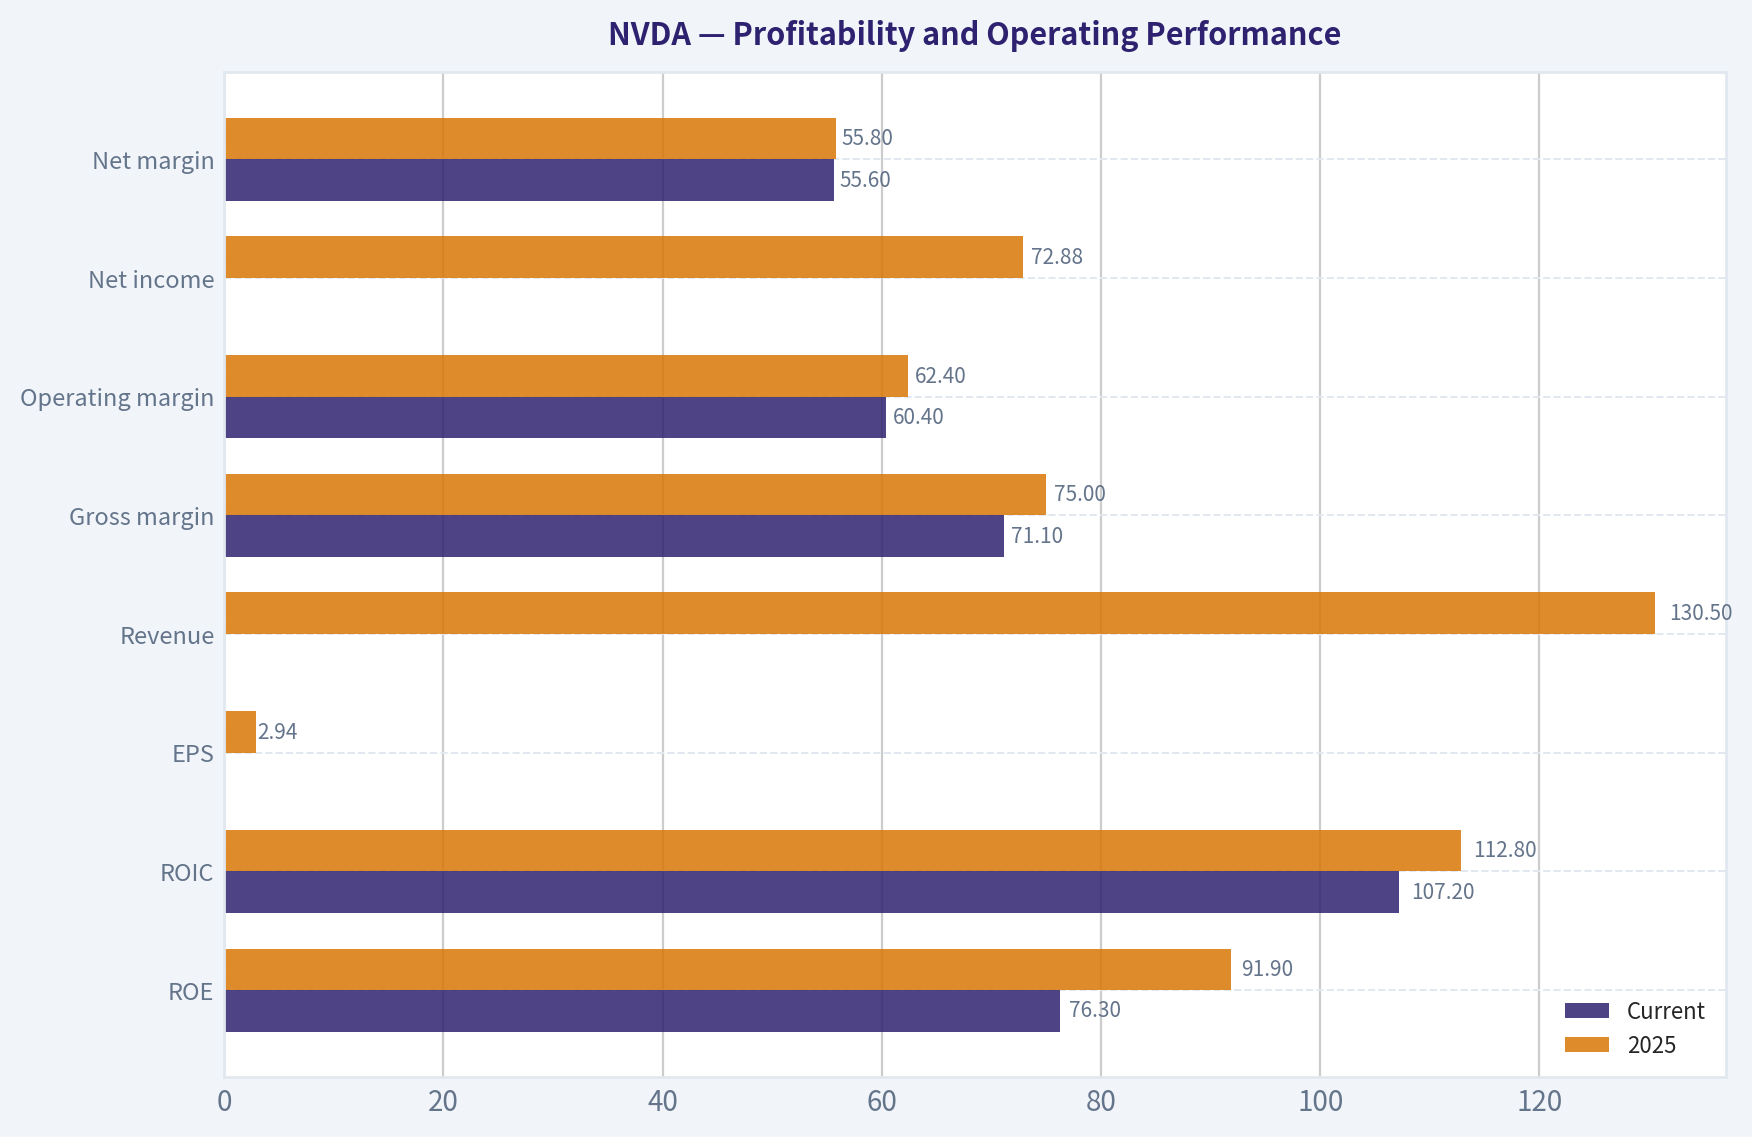 NVDA — Profitability and Operating Performance
Net margin
55.80
55.60
Net income
72.88
Operating margin
62.40
60.40
Gross margin
75.00
71.10
Revenue
130.50
EPS
2.94
ROIC
112.80
107.20
ROE
91.90
76.30
Current
2025
0 20 40 60 80 100 120